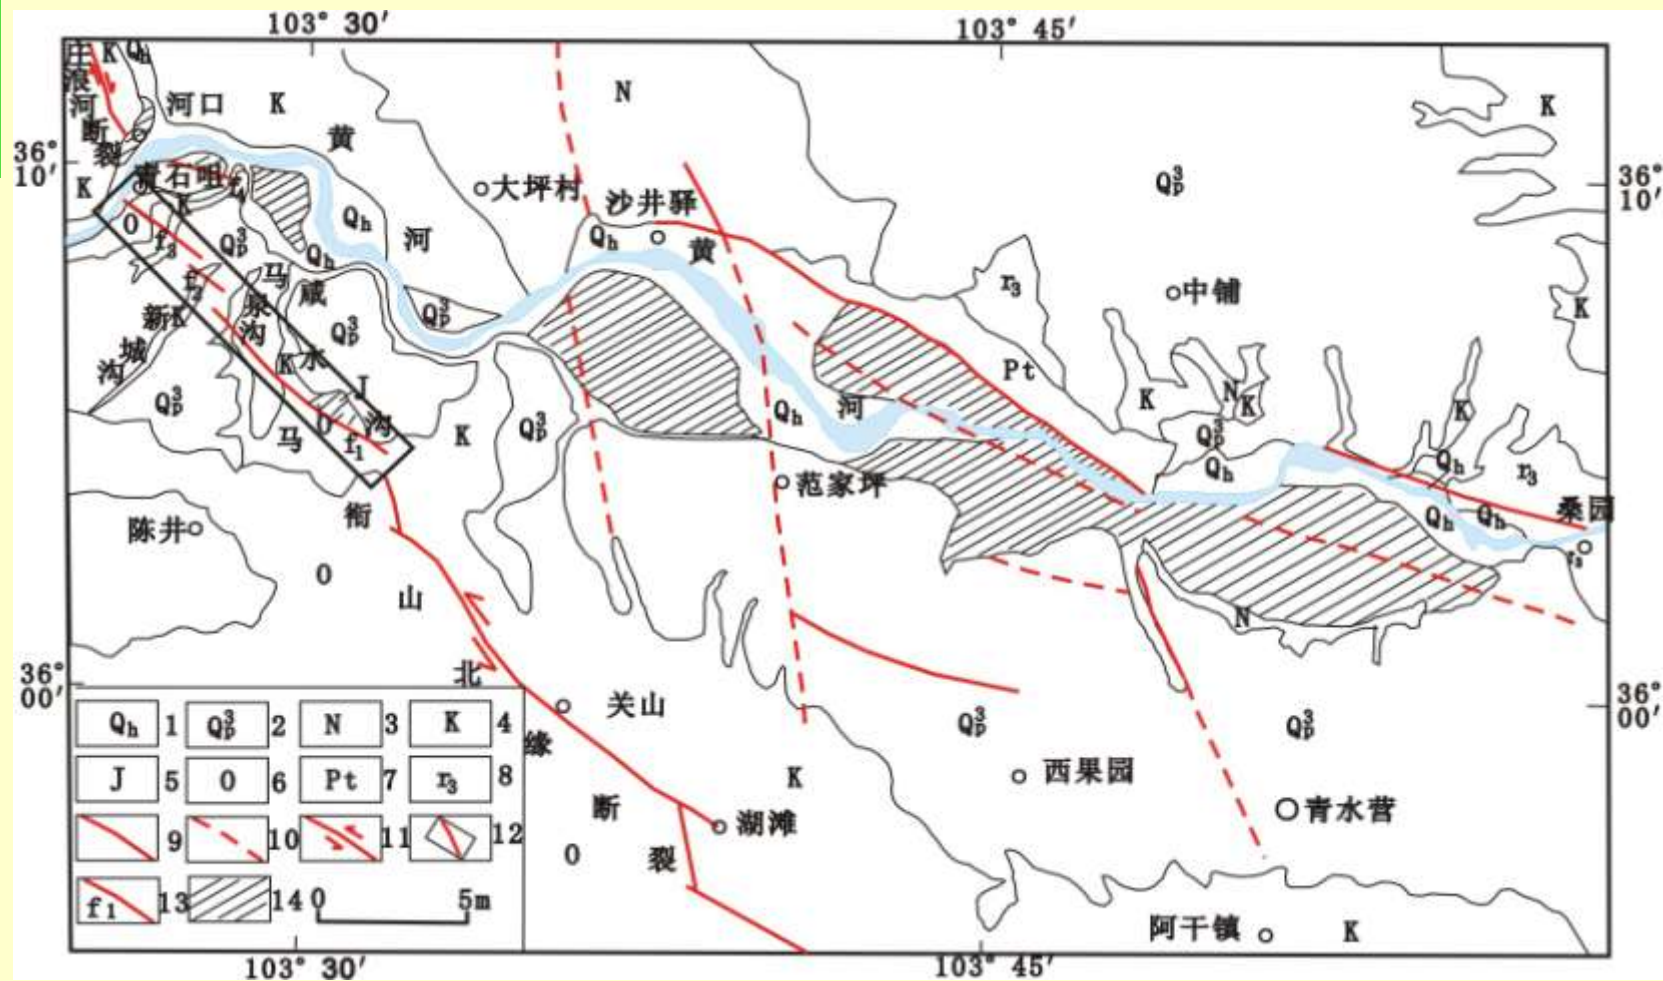 103° 30′
103° 45′
庄浪河断裂
K
Qh
河口
K
黄
N
K
36°
10′
36°
10′
K
青石咀
f4
K
大坪村
沙井驿
Qp3
O
f3
Qp3
Qh
Qh
河
Qh
黄
r3
中铺
K
f2
马泉沟
咸水沟
新城沟
K
Qp3
Qp3
K
J
Qp3
O
f1
马
K
Qp3
Qh
河
Pt
K
N
K
K
Qp3
Qh
Qh
r3
范家坪
桑园
Qh
Qh
陈井
衔
O
山
N
北
36°
00′
36°
00′
关山
缘
Qp3
Qp3
K
西果园
断
湖滩
青水营
O
裂
阿干镇
K
Qh 1
Qp3 2
N 3
K 4
J 5
O 6
Pt 7
r3 8
9
10
11
12
f1 13
14
0 5m
103° 30′
103° 45′